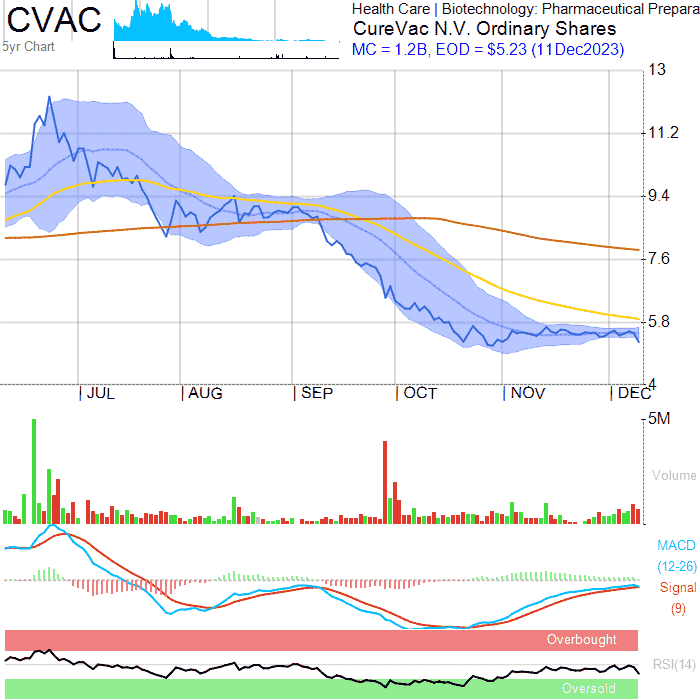 CVAC
5yr Chart
Health Care | Biotechnology: Pharmaceutical Prepara
CureVac N.V. Ordinary Shares
MC = 1.2B, EOD = $5.23 (11Dec2023)
13
11.2
9.4
7.6
5.8
4
JUL AUG SEP OCT NOV DEC
5M
Volume
MACD
(12-26)
Signal
(9)
Overbought
RSI(14)
Oversold